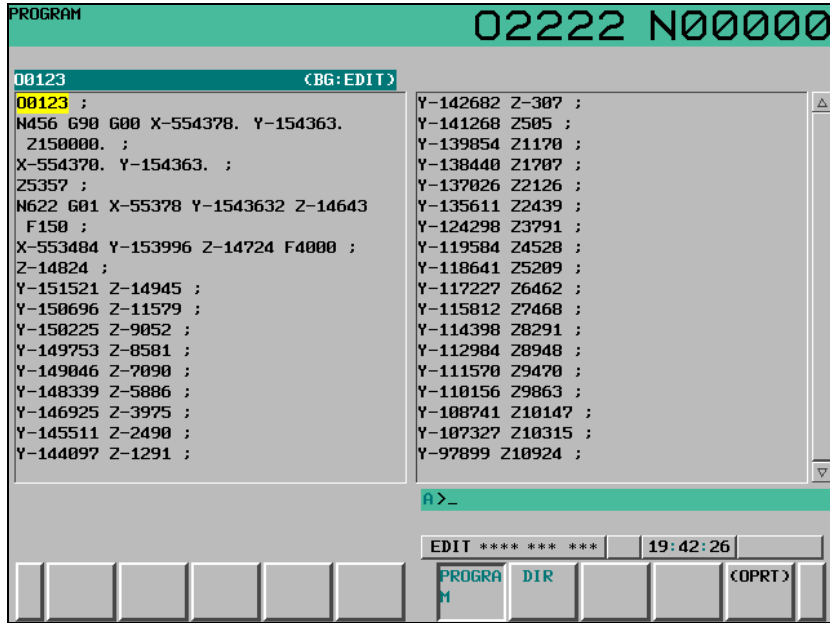 PROGRAM
O2222 N00000
O0123 (BG:EDIT)
O0123 ;
N456 G90 G00 X-554378. Y-154363.
Z150000. ;
X-554370. Y-154363. ;
Z5357 ;
N622 G01 X-55378 Y-1543632 Z-14643
F150 ;
X-553484 Y-153996 Z-14724 F4000 ;
Z-14824 ;
Y-151521 Z-14945 ;
Y-150696 Z-11579 ;
Y-150225 Z-9052 ;
Y-149753 Z-8581 ;
Y-149046 Z-7090 ;
Y-148339 Z-5886 ;
Y-146925 Z-3975 ;
Y-145511 Z-2490 ;
Y-144097 Z-1291 ;
Y-142682 Z-307 ;
Y-141268 Z505 ;
Y-139854 Z1170 ;
Y-138440 Z1707 ;
Y-137026 Z2126 ;
Y-135611 Z2439 ;
Y-124298 Z3791 ;
Y-119584 Z4528 ;
Y-118641 Z5209 ;
Y-117227 Z6462 ;
Y-115812 Z7468 ;
Y-114398 Z8291 ;
Y-112984 Z8948 ;
Y-111570 Z9470 ;
Y-110156 Z9863 ;
Y-108741 Z10147 ;
Y-107327 Z10315 ;
Y-97899 Z10924 ;
A>_
EDIT **** *** *** 19:42:26
PROGRA
M
DIR
(OPRT)